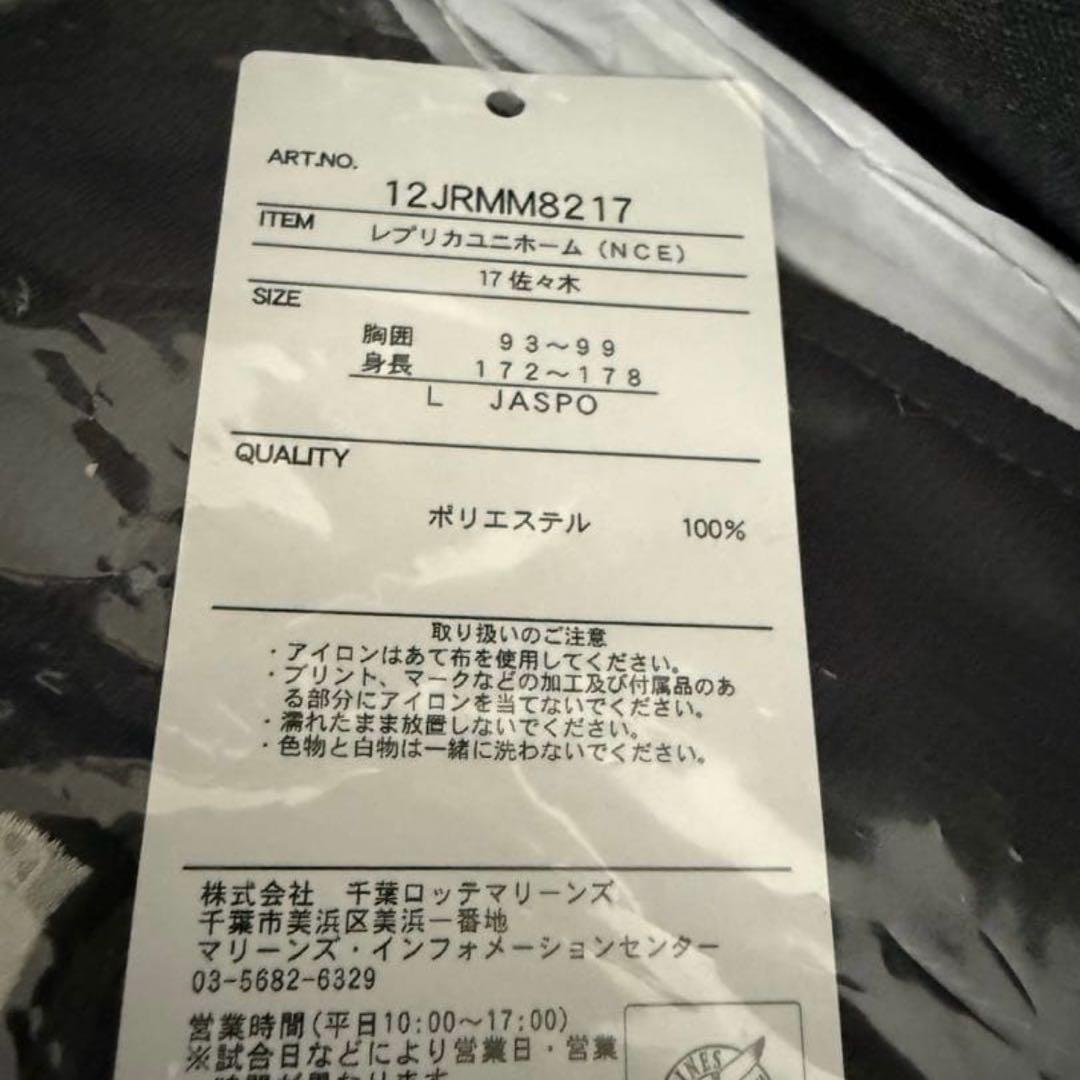 ART.NO.
12JRMM8217
ITEM
レプリカユニホーム（NCE）
17 佐々木
SIZE
胸囲 93～99
身長 172～178
L JASPO
QUALITY
ポリエステル 100%
取り扱いのご注意
・アイロンはあて布を使用してください。
・プリント、マークなどの加工及び付属品のあ
る部分にアイロンを当てないでください。
・濡れたまま放置しないでください。
・色物と白物は一緒に洗わないでください。
株式会社 千葉ロッテマリーンズ
千葉市美浜区美浜一番地
マリーンズ・インフォメーションセンター
03-5682-6329
営業時間(平日10:00～17:00)
※試合日などにより営業日・営業
時間が異なります
INES